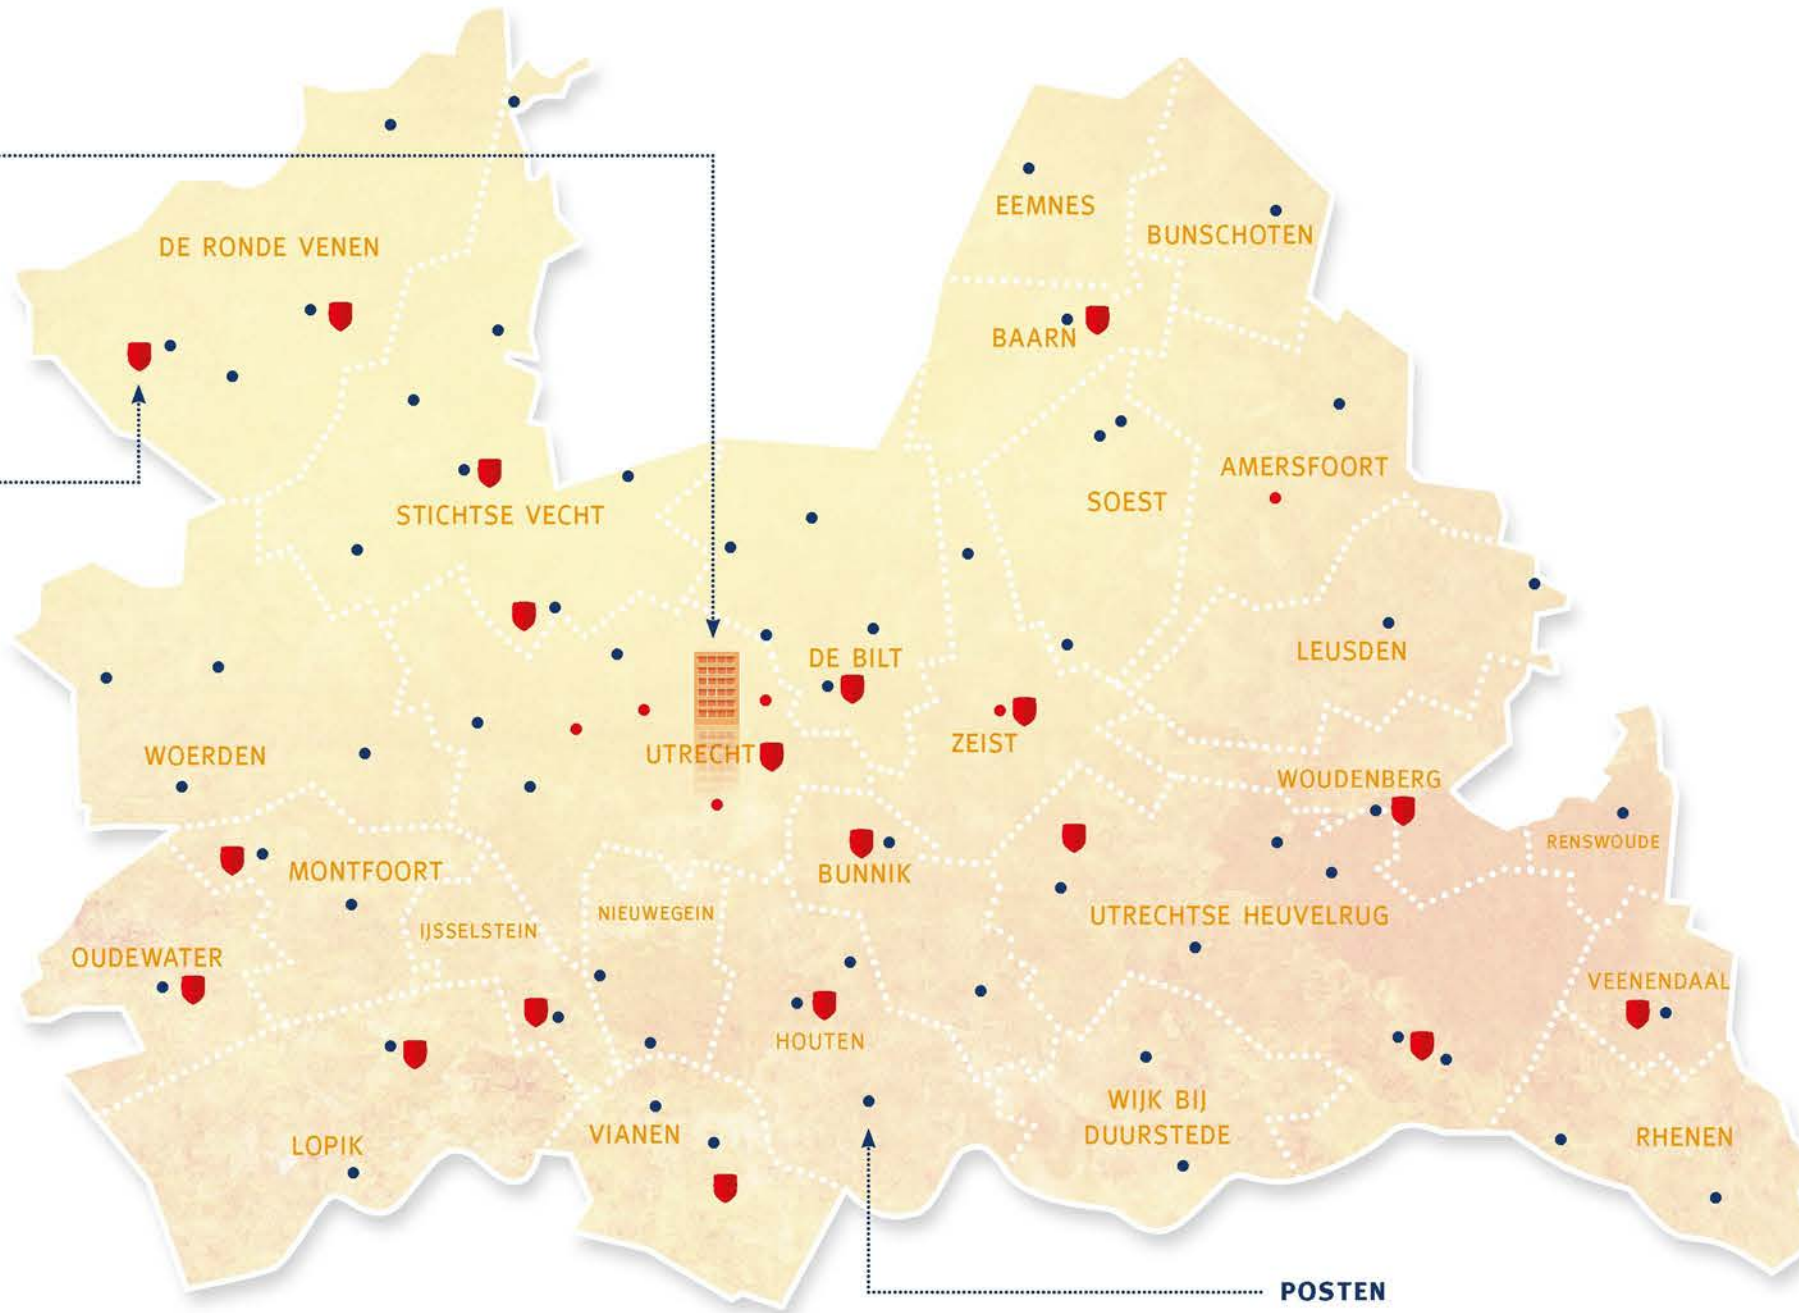 EEMNES
BUNSCHOTEN
DE RONDE VENEN
BAARN
AMERSFOORT
SOEST
STICHTSE VECHT
LEUSDEN
DE BILT
ZEIST
UTRECHT
WOERDEN
WOUDENBERG
RENSWOUDE
MONTFOORT
BUNNIK
NIEUWEGEIN
UTRECHTSE HEUVELRUG
IJSSELSTEIN
OUDEWATER
VEENENDAAL
HOUTEN
WIJK BIJ
DUURSTEDE
VIANEN
RHENEN
LOPIK
POSTEN